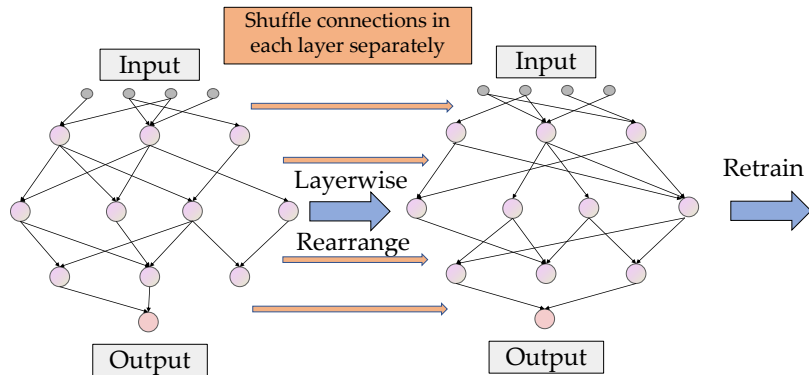 Shuffle connections in
each layer separately
Input
Input
Layerwise
Rearrange
Retrain
Output
Output